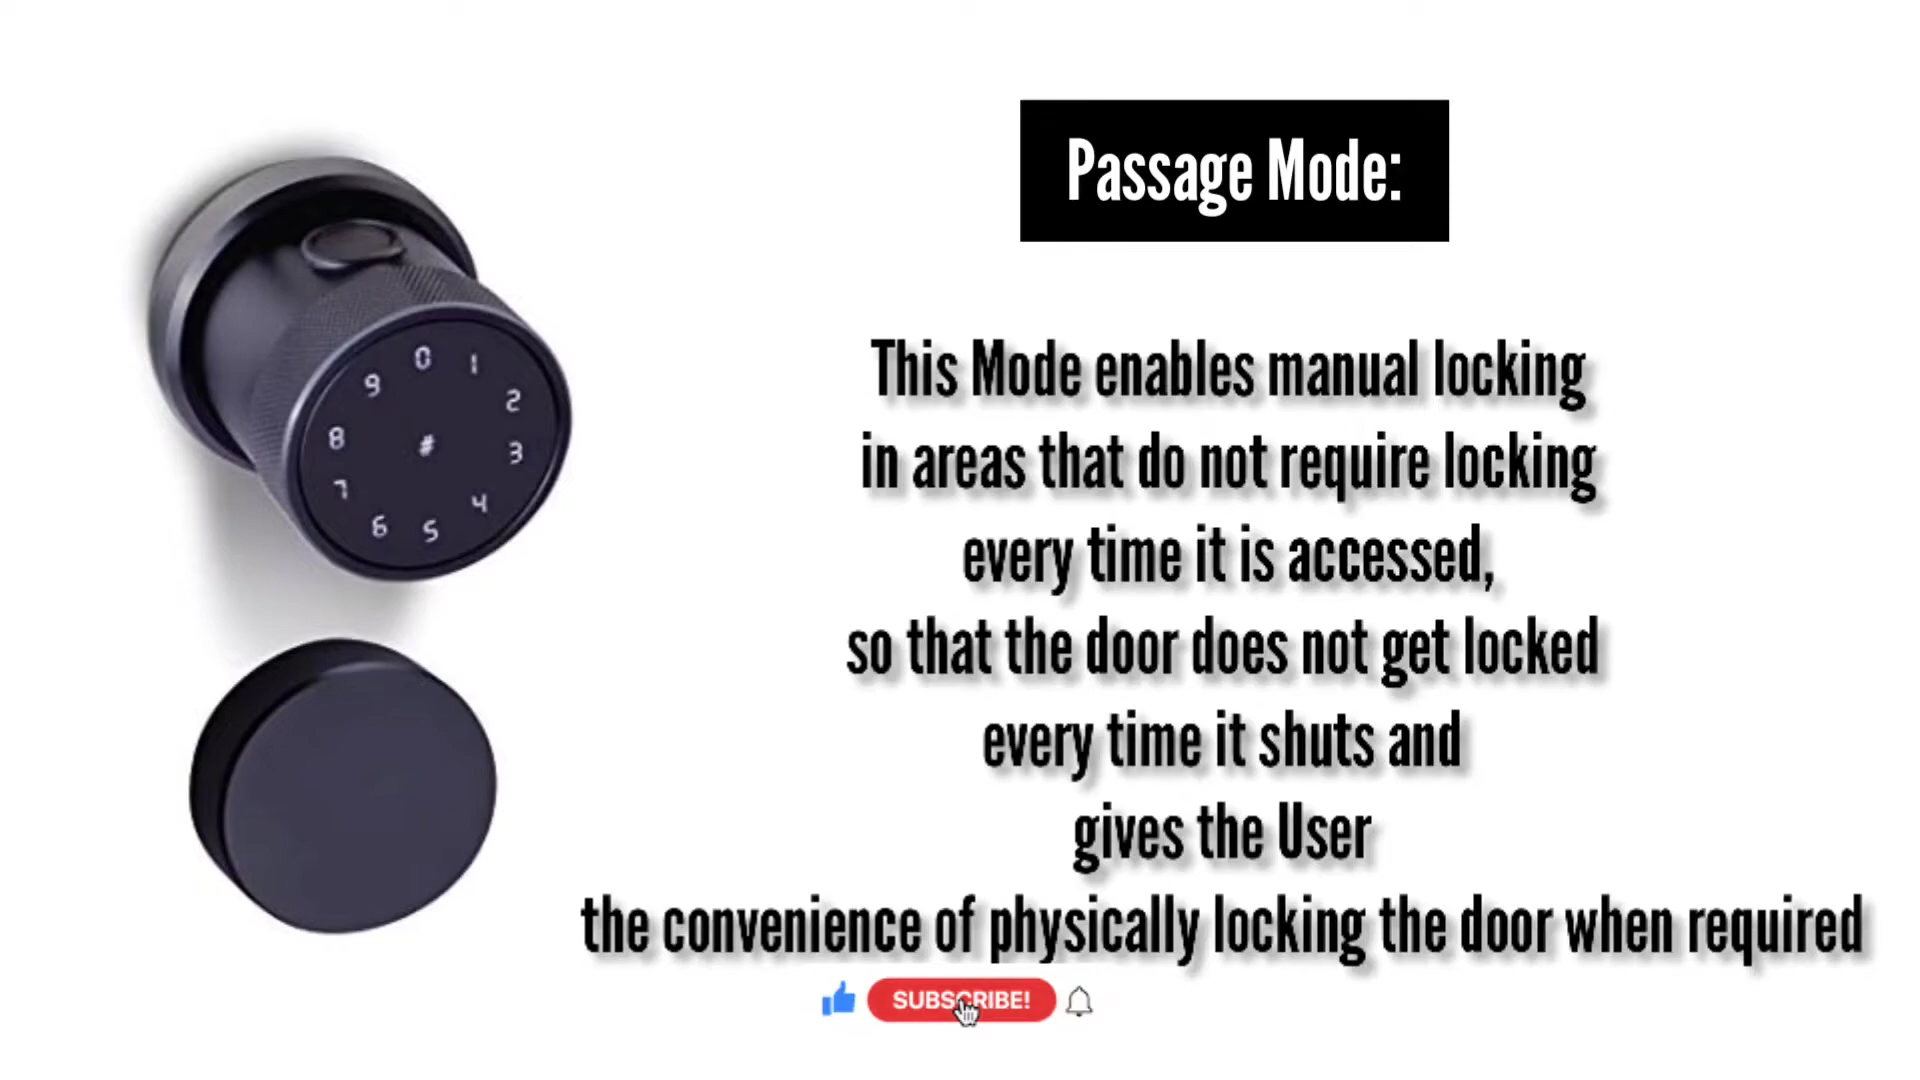 Passage Mode:
0
1
2
3
4
5
6
7
8
9
#
This Mode enables manual locking
in areas that do not require locking
every time it is accessed,
so that the door does not get locked
every time it shuts and
gives the User
the convenience of physically locking the door when required
SUBSCRIBE!